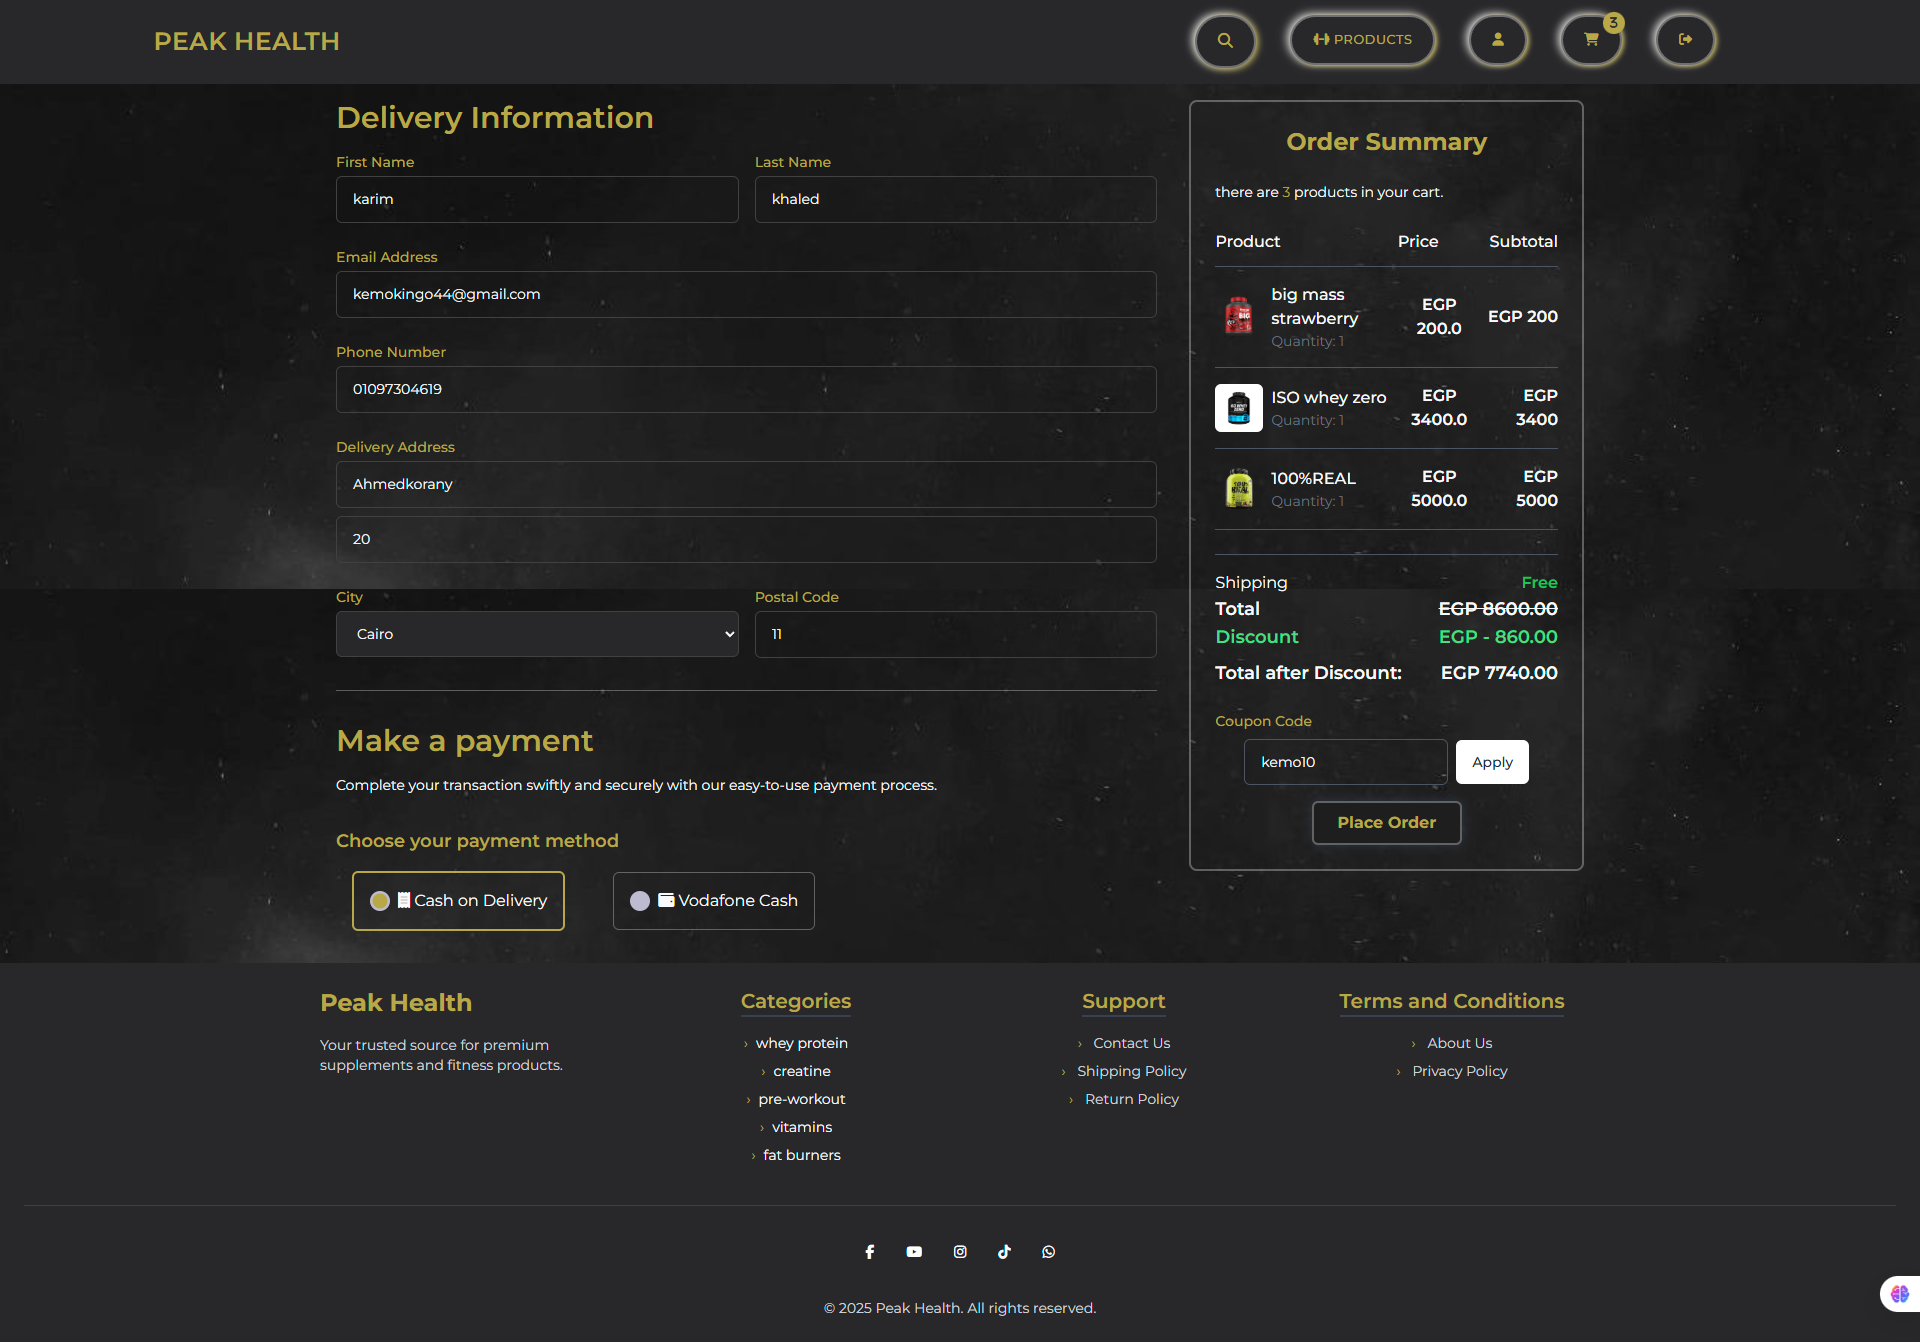 PEAK HEALTH
PRODUCTS
3
Delivery Information
First Name
Last Name
karim
khaled
Email Address
kemokingo44@gmail.com
Phone Number
01097304619
Delivery Address
Ahmedkorany
20
City
Postal Code
Cairo
11
Make a payment
Complete your transaction swiftly and securely with our easy-to-use payment process.
Choose your payment method
Cash on Delivery
Vodafone Cash
Order Summary
there are 3 products in your cart.
Product Price Subtotal
big mass
strawberry
Quantity: 1
EGP
200.0
EGP 200
ISO whey zero
Quantity: 1
EGP
3400.0
EGP
3400
100%REAL
Quantity: 1
EGP
5000.0
EGP
5000
Shipping Free
Total EGP 8600.00
Discount EGP - 860.00
Total after Discount: EGP 7740.00
Coupon Code
kemo10
Apply
Place Order
Peak Health
Your trusted source for premium
supplements and fitness products.
Categories
› whey protein
› creatine
› pre-workout
› vitamins
› fat burners
Support
› Contact Us
› Shipping Policy
› Return Policy
Terms and Conditions
› About Us
› Privacy Policy
© 2025 Peak Health. All rights reserved.